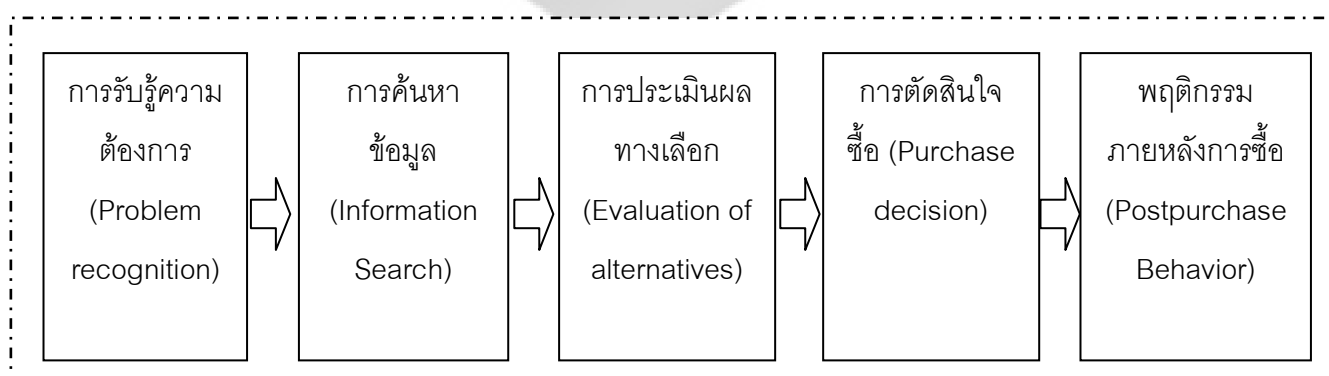 การรับรู้ความ
ต้องการ
(Problem
recognition)
การค้นหา
ข้อมูล
(Information
Search)
การประเมินผล
ทางเลือก
(Evaluation of
alternatives)
การตัดสินใจ
ซื้อ (Purchase
decision)
พฤติกรรม
ภายหลังการซื้อ
(Postpurchase
Behavior)